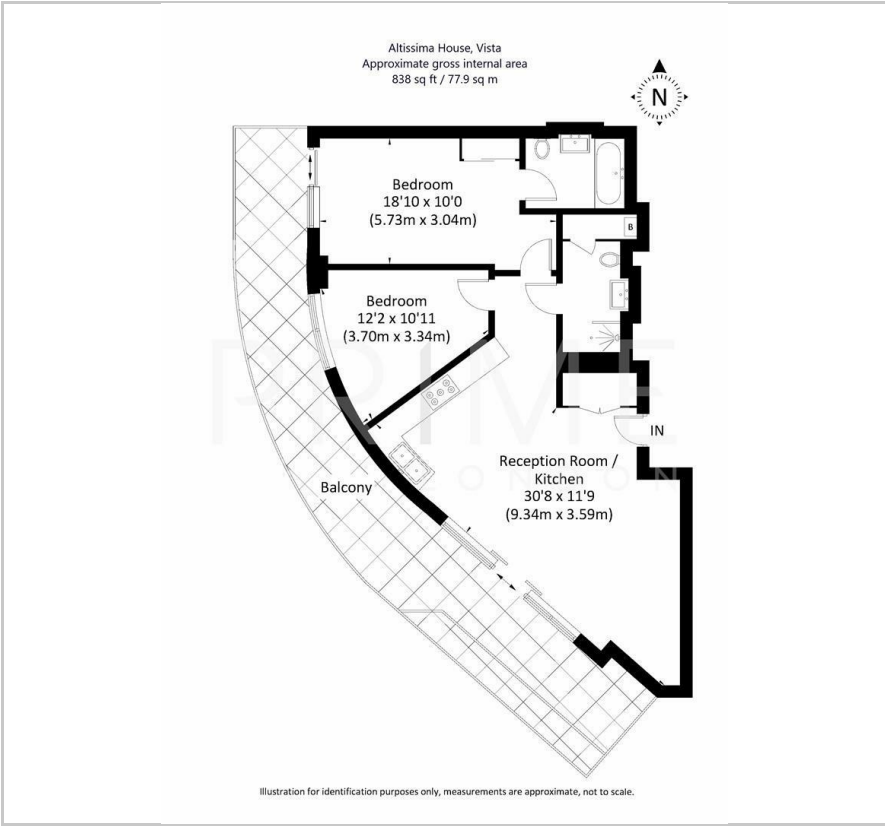 Altissima House, Vista
Approximate gross internal area
838 sq ft / 77.9 sq m
N
Bedroom
18'10 x 10'0
(5.73m x 3.04m)
B
Bedroom
12'2 x 10'11
(3.70m x 3.34m)
PRIME
LONDON
IN
Reception Room /
Kitchen
30'8 x 11'9
(9.34m x 3.59m)
Balcony
Illustration for identification purposes only, measurements are approximate, not to scale.